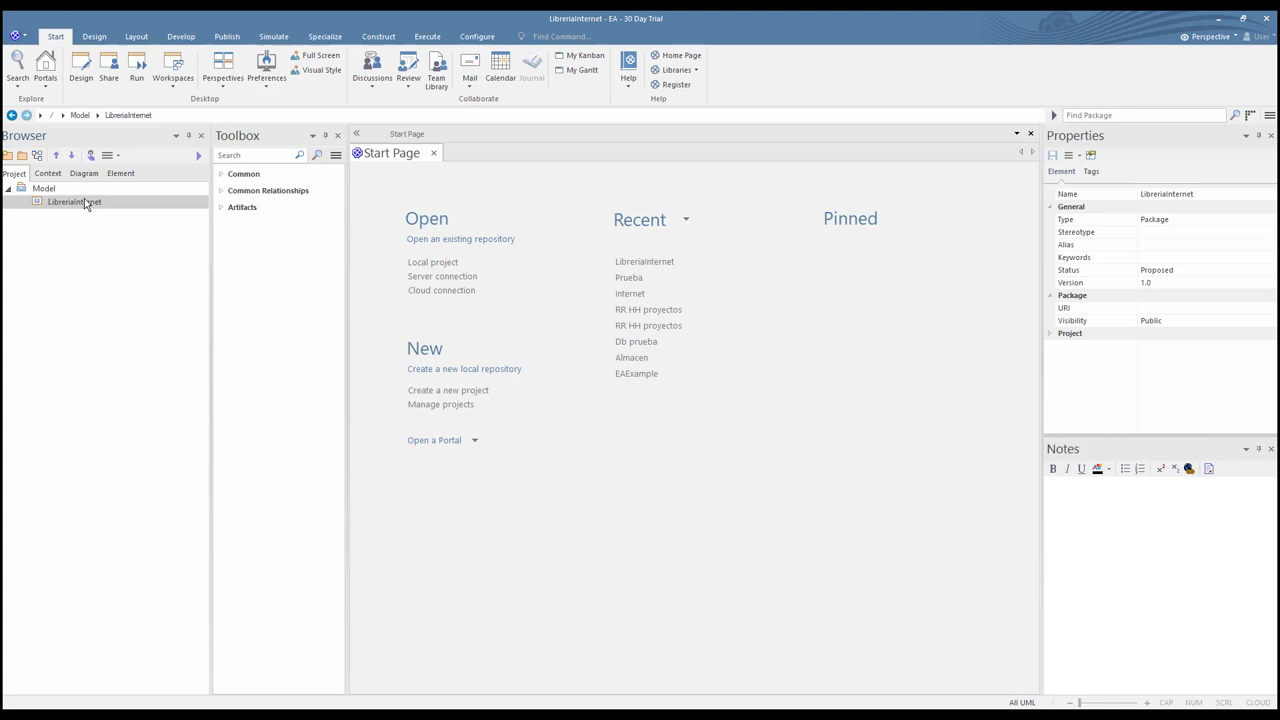 LibreriaInternet - EA - 30 Day Trial
Start Design Layout Develop Publish Simulate Specialize Construct Execute Configure Find Command...
Perspective User
Search Portals Design Share Run Workspaces Perspectives Preferences Full Screen Visual Style Discussions Review Team Library Mail Calendar Journal My Kanban My Gantt Help Home Page Libraries Register
Explore Desktop Collaborate Help
/ Model LibreriaInternet
Find Package
Browser
Project Context Diagram Element
Model
LibreriaInternet
Toolbox
Search
Common
Common Relationships
Artifacts
Start Page
Start Page
Open
Open an existing repository
Local project
Server connection
Cloud connection
New
Create a new local repository
Create a new project
Manage projects
Open a Portal
Recent
LibreriaInternet
Prueba
Internet
RR HH proyectos
RR HH proyectos
Db prueba
Almacen
EAExample
Pinned
Properties
Element Tags
Name LibreriaInternet
General
Type Package
Stereotype
Alias
Keywords
Status Proposed
Version 1.0
Package
URI
Visibility Public
Project
Notes
B I U A
All UML CAP NUM SCRL CLOUD